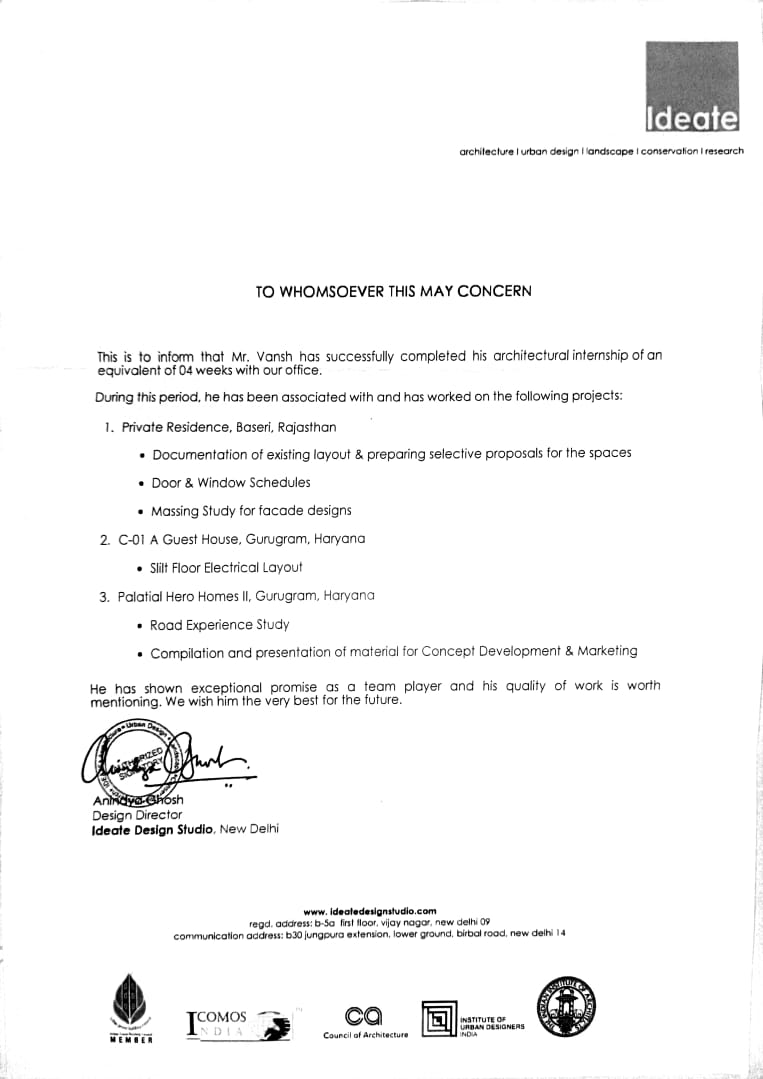 Ideate
architecture I urban design I landscape I conservation I research
TO WHOMSOEVER THIS MAY CONCERN
This is to inform that Mr. Vansh has successfully completed his architectural internship of an
equivalent of 04 weeks with our office.
During this period, he has been associated with and has worked on the following projects:
1. Private Residence, Baseri, Rajasthan
• Documentation of existing layout & preparing selective proposals for the spaces
• Door & Window Schedules
• Massing Study for facade designs
2. C-01 A Guest House, Gurugram, Haryana
• Slilt Floor Electrical Layout
3. Palatial Hero Homes II, Gurugram, Haryana
• Road Experience Study
• Compilation and presentation of material for Concept Development & Marketing
He has shown exceptional promise as a team player and his quality of work is worth
mentioning. We wish him the very best for the future.
Urban Design
AUTHORIZED
SIGNATORY
Anindya Ghosh
Design Director
Ideate Design Studio, New Delhi
www. ideatedesignstudio.com
regd. address: b-5a first floor, vijay nagar, new delhi 09
communication address: b30 jungpura extension, lower ground, birbal road, new delhi 14
MEMBER
ICOMOS
INDIA
ca
Council of Architecture
INSTITUTE OF
URBAN DESIGNERS
INDIA
THE INDIAN INSTITUTE OF ARCHITECTS